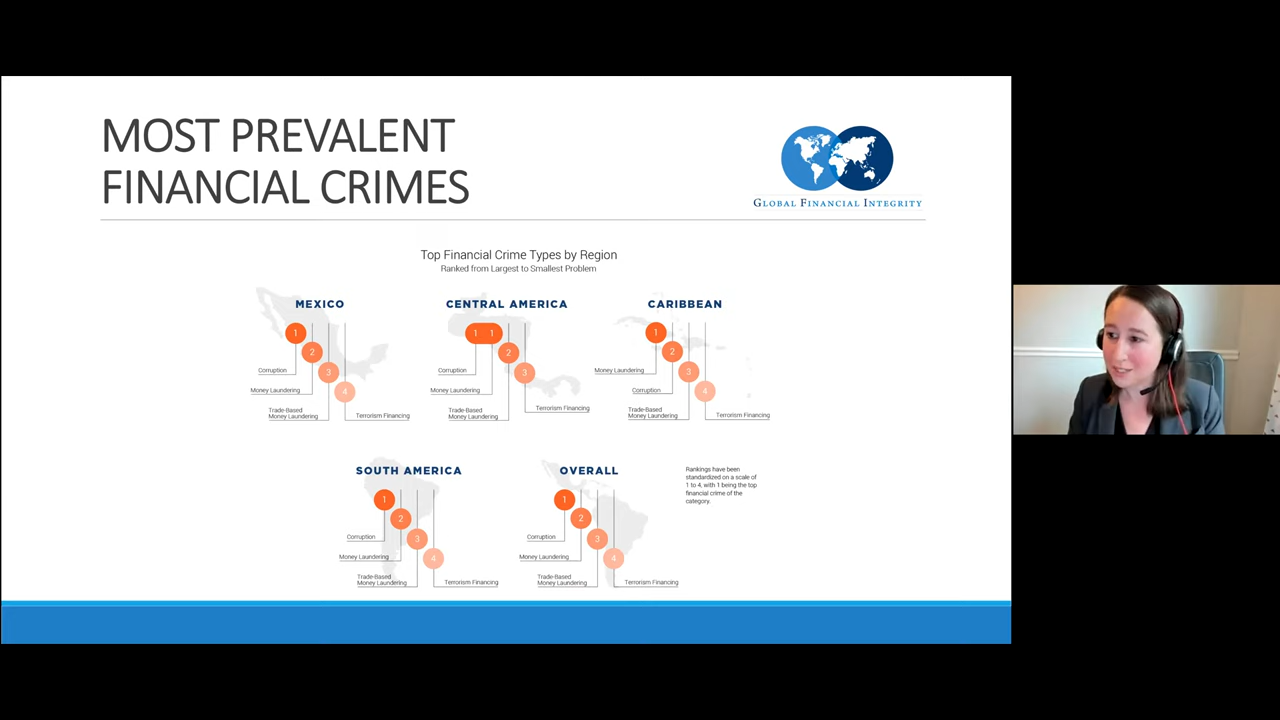 MOST PREVALENT
FINANCIAL CRIMES
GLOBAL FINANCIAL INTEGRITY
Top Financial Crime Types by Region
Ranked from Largest to Smallest Problem
MEXICO
1
2
3
4
Corruption
Money Laundering
Trade-Based
Money Laundering
Terrorism Financing
CENTRAL AMERICA
1 1
2
3
Corruption
Money Laundering
Trade-Based
Money Laundering
Terrorism Financing
CARIBBEAN
1
2
3
4
Money Laundering
Corruption
Trade-Based
Money Laundering
Terrorism Financing
SOUTH AMERICA
1
2
3
4
Corruption
Money Laundering
Trade-Based
Money Laundering
Terrorism Financing
OVERALL
1
2
3
4
Corruption
Money Laundering
Trade-Based
Money Laundering
Terrorism Financing
Rankings have been
standardized on a scale of
1 to 4, with 1 being the top
financial crime of the
category.